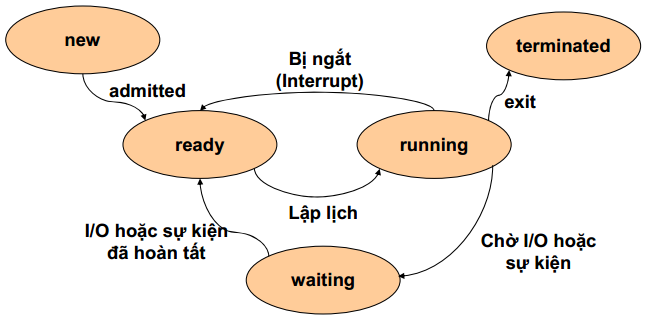 new
terminated
Bị ngắt
(Interrupt)
admitted
exit
ready
running
Lập lịch
I/O hoặc sự kiện
đã hoàn tất
Chờ I/O hoặc
sự kiện
waiting